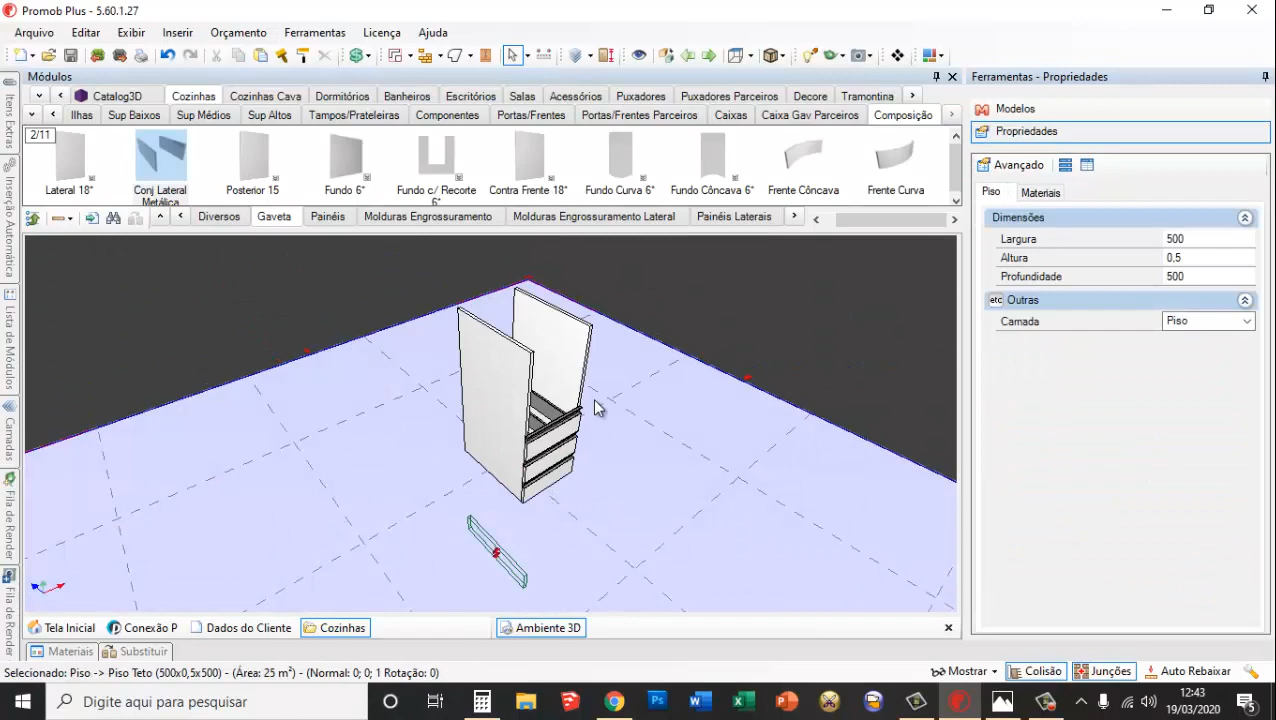 Promob Plus - 5.60.1.27
Arquivo Editar Exibir Inserir Orçamento Ferramentas Licença Ajuda
Módulos
Catalog3D Cozinhas Cozinhas Cava Dormitórios Banheiros Escritórios Salas Acessórios Puxadores Puxadores Parceiros Decore Tramontina
Ilhas Sup Baixos Sup Médios Sup Altos Tampos/Prateleiras Componentes Portas/Frentes Portas/Frentes Parceiros Caixas Caixa Gav Parceiros Composição
2/11
Lateral 18* Conj Lateral Metálica Posterior 15 Fundo 6* Fundo c/ Recorte 6* Contra Frente 18* Fundo Curva 6* Fundo Côncava 6* Frente Côncava Frente Curva
Diversos Gaveta Painéis Molduras Engrossamento Molduras Engrossamento Lateral Painéis Laterais
Itens Extras
Inserção Automática
Lista de Módulos
Camadas
Fila de Render
Fila de Render
Ferramentas - Propriedades
Modelos
Propriedades
Avançado
Piso Materiais
Dimensões
Largura 500
Altura 0,5
Profundidade 500
etc Outras
Camada Piso
Tela Inicial Conexão P Dados do Cliente Cozinhas Ambiente 3D
Materiais Substituir
Selecionado: Piso -> Piso Teto (500x0,5x500) - (Área: 25 m²) - (Normal: 0; 0; 1 Rotação: 0)
Mostrar Colisão Junções Auto Rebaixar
Digite aqui para pesquisar
12:43
19/03/2020
5